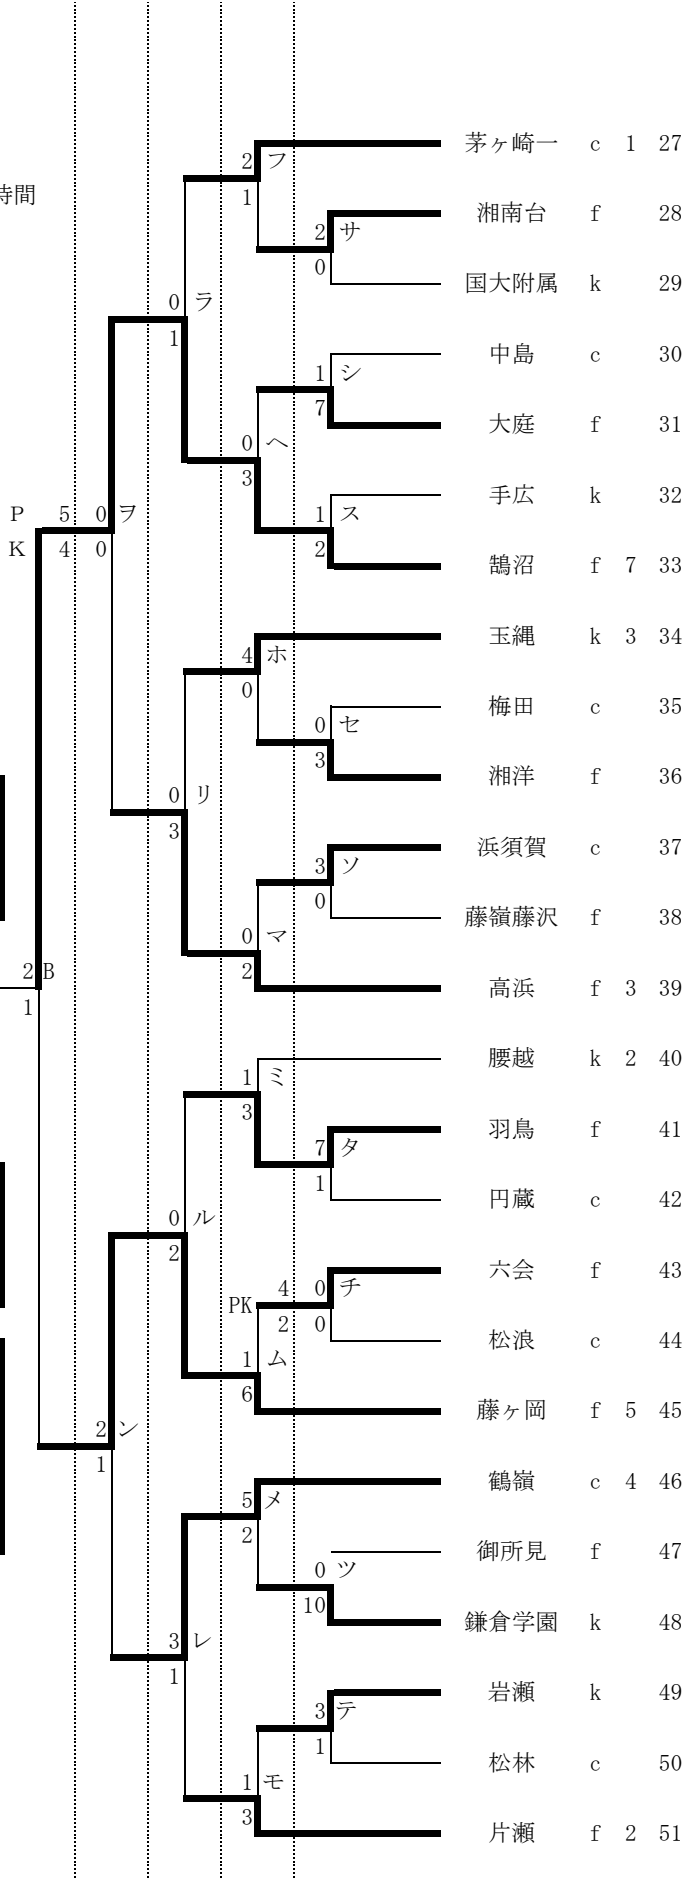 茅ヶ崎一 c 1 27
2 フ
1
時間
湘南台 f 28
2 サ
0
国大附属 k 29
0 ラ
1
中島 c 30
1 シ
7
大庭 f 31
0 ヘ
3
手広 k 32
P 5 0 ヲ
1 ス
K 4 0
2
鵠沼 f 7 33
玉縄 k 3 34
4 ホ
0
梅田 c 35
0 セ
3
湘洋 f 36
0 リ
3
浜須賀 c 37
3 ソ
0
藤嶺藤沢 f 38
0 マ
2
2 B
高浜 f 3 39
1
腰越 k 2 40
1 ミ
3
羽鳥 f 41
7 タ
1
円蔵 c 42
0 ル
2
六会 f 43
4 0 チ
PK
2 0
松浪 c 44
1 ム
6
藤ヶ岡 f 5 45
2 ン
1
鶴嶺 c 4 46
5 メ
2
御所見 f 47
0 ツ
10
鎌倉学園 k 48
3 レ
1
岩瀬 k 49
3 テ
1
松林 c 50
1 モ
3
片瀬 f 2 51